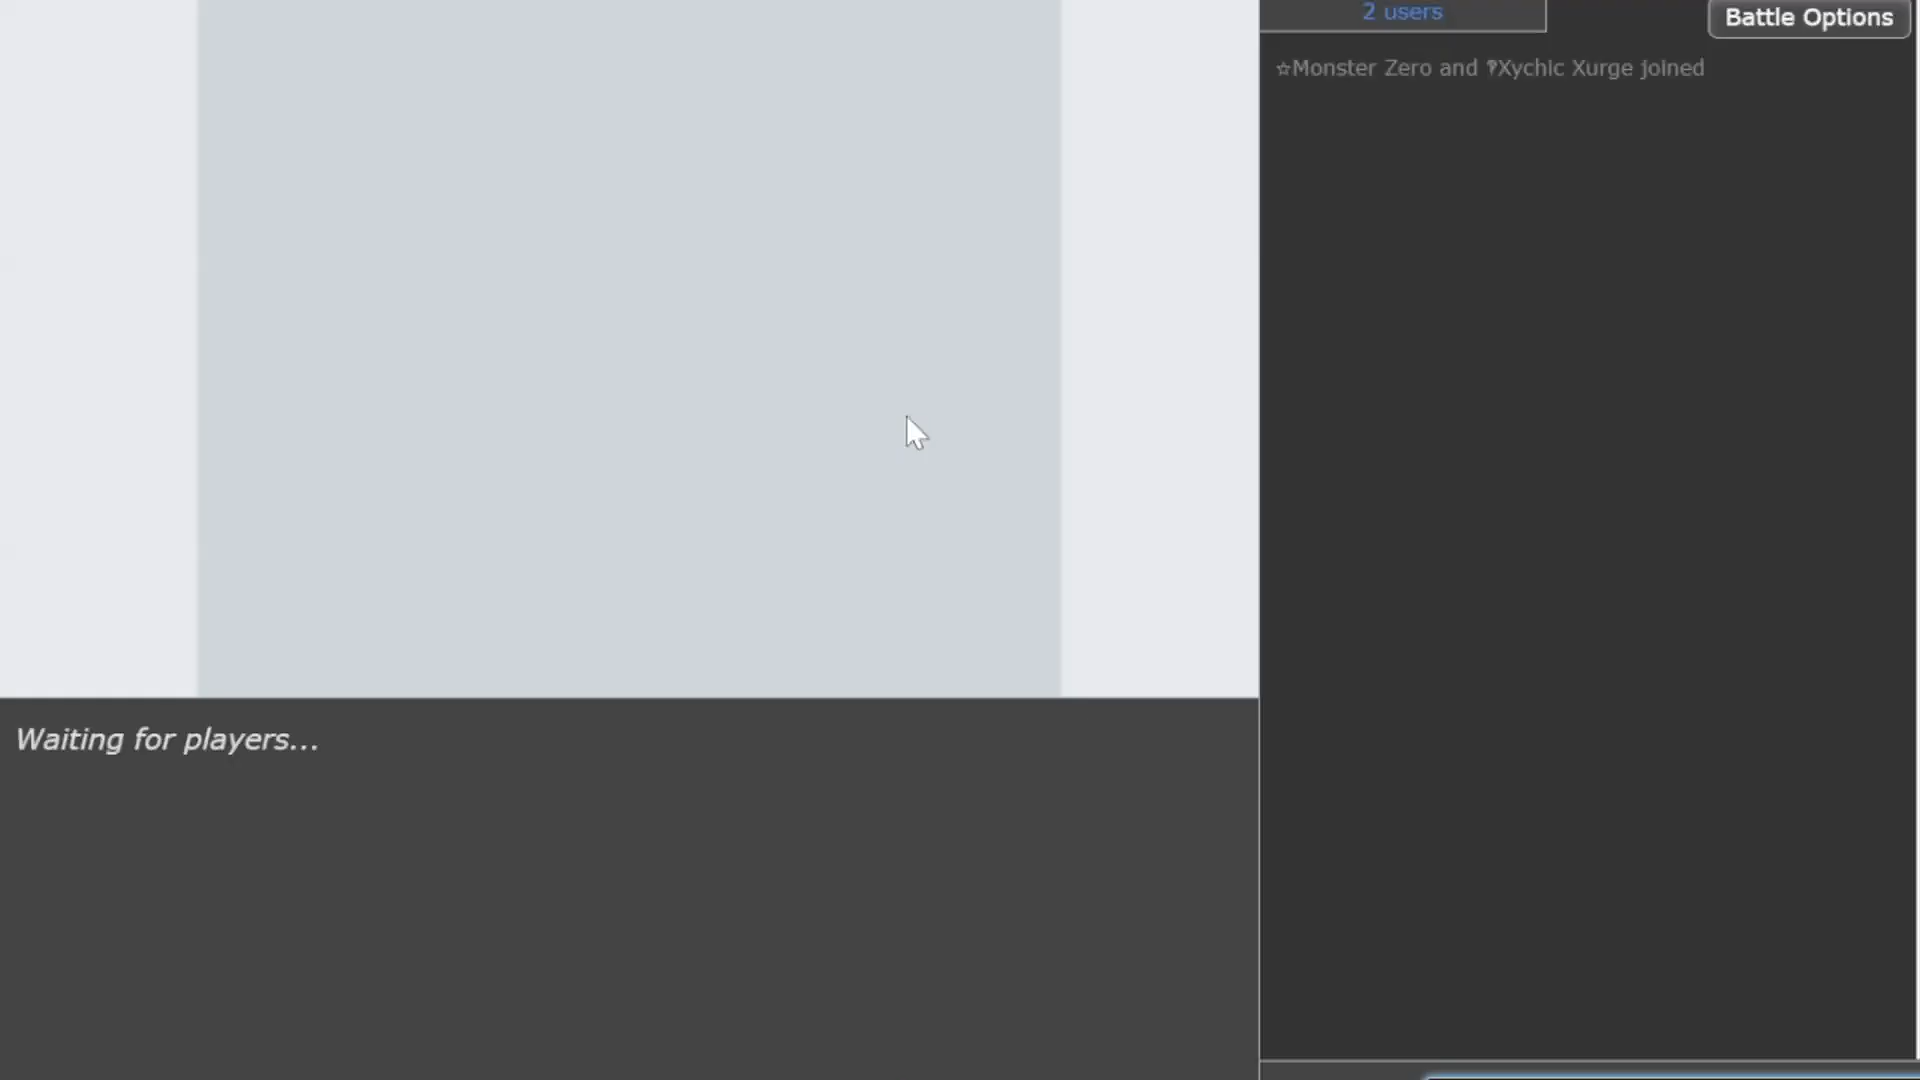 2 users
Battle Options
☆Monster Zero and ‽Xychic Xurge joined
Waiting for players...